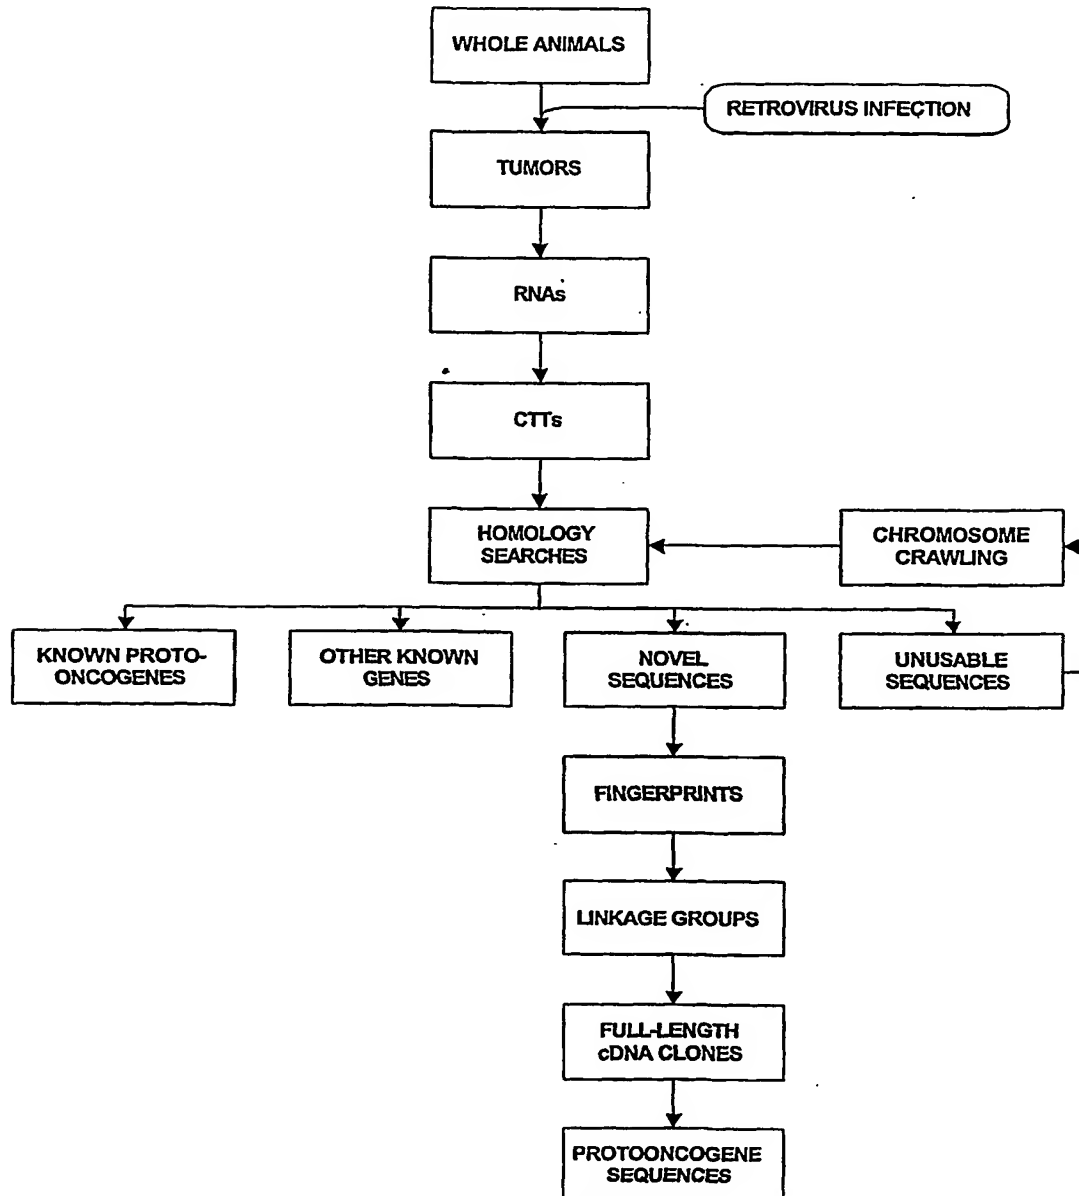 WHOLE ANIMALS
RETROVIRUS INFECTION
TUMORS
RNAs
CTTs
HOMOLOGY
SEARCHES
CHROMOSOME
CRAWLING
KNOWN PROTO-
ONCOGENES
OTHER KNOWN
GENES
NOVEL
SEQUENCES
UNUSABLE
SEQUENCES
FINGERPRINTS
LINKAGE GROUPS
FULL-LENGTH
cDNA CLONES
PROTOONCOGENE
SEQUENCES